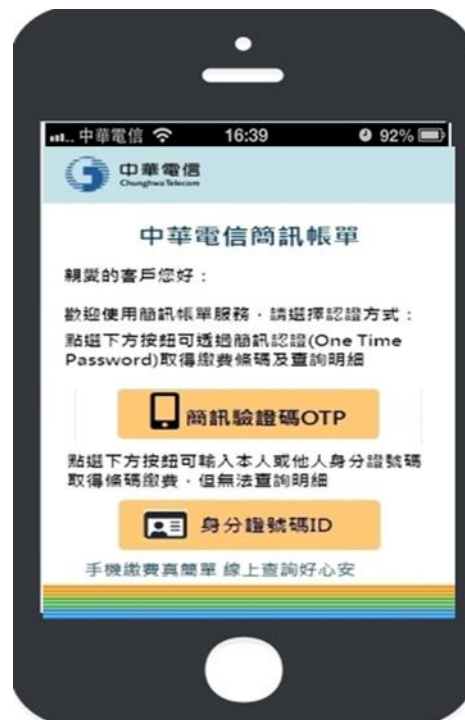 中華電信 16:39 92%
中華電信
Chunghwa Telecom
中華電信簡訊帳單
親愛的客戶您好：
歡迎使用簡訊帳單服務，請選擇認證方式：
點選下方按鈕可透過簡訊認證(One Time
Password)取得繳費條碼及查詢明細
簡訊驗證碼OTP
點選下方按鈕可輸入本人或他人身分證號碼
取得條碼繳費，但無法查詢明細
身分證號碼ID
手機繳費真簡單 線上查詢好心安